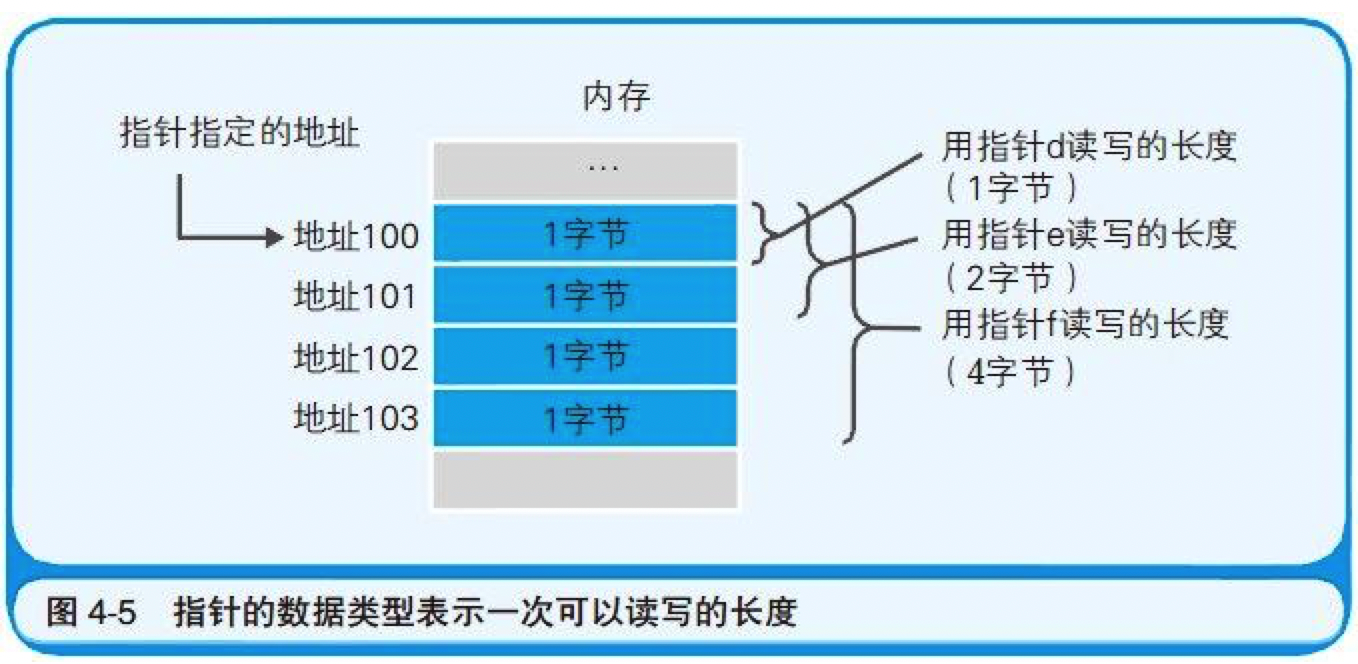 内存
指针指定的地址
…
地址100
1字节
地址101
1字节
地址102
1字节
地址103
1字节
用指针d读写的长度
（1字节）
用指针e读写的长度
（2字节）
用指针f读写的长度
（4字节）
图 4-5 指针的数据类型表示一次可以读写的长度